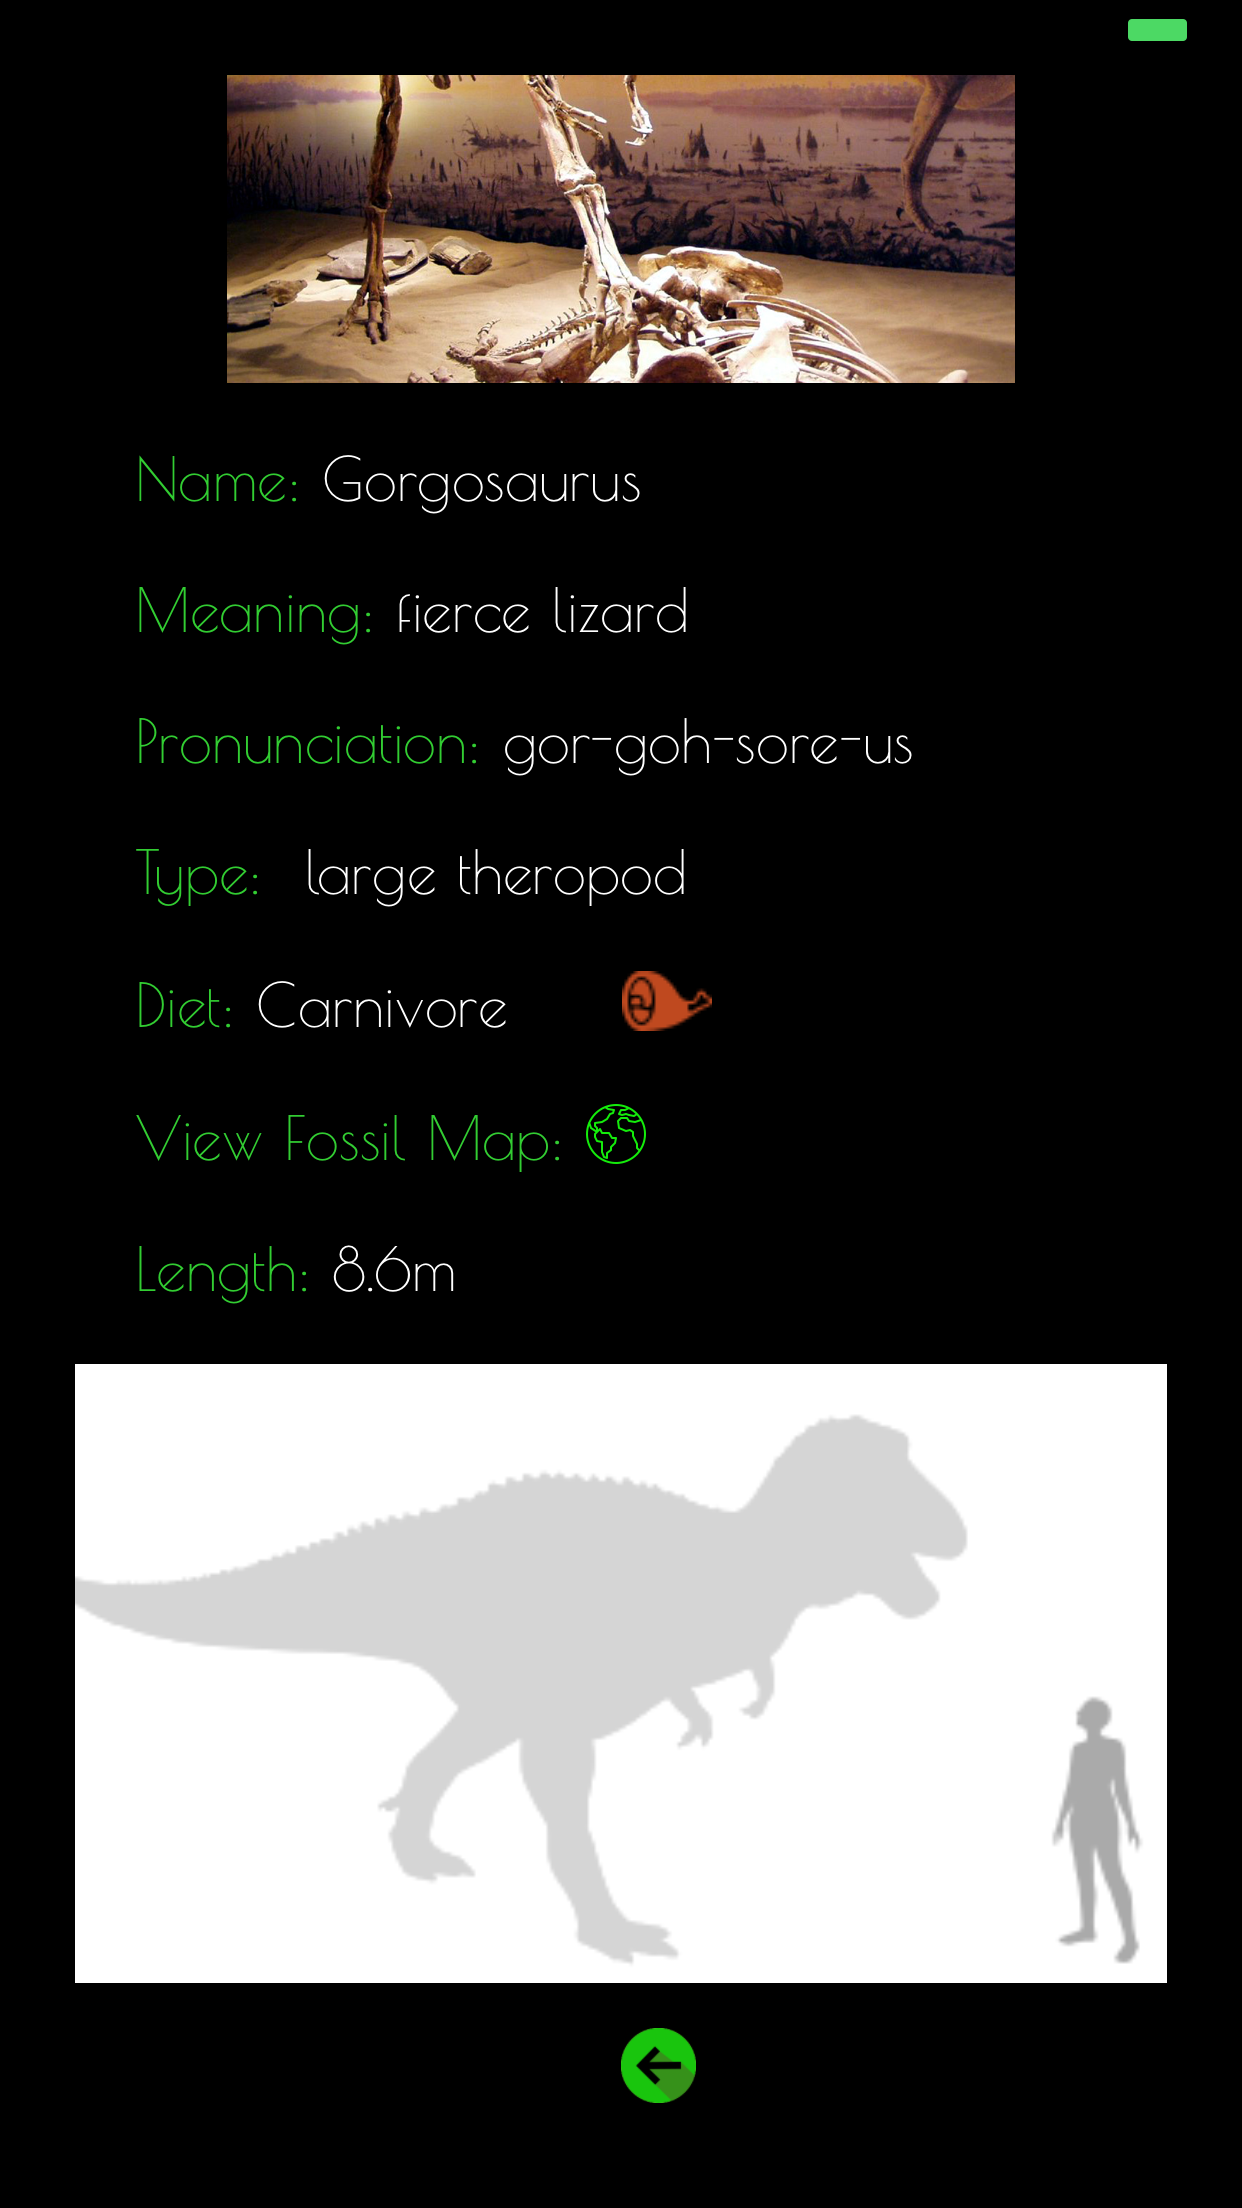 Name: Gorgosaurus
Meaning: fierce lizard
Pronunciation: gor-goh-sore-us
Type: large theropod
Diet: Carnivore
View Fossil Map:
Length: 8.6m